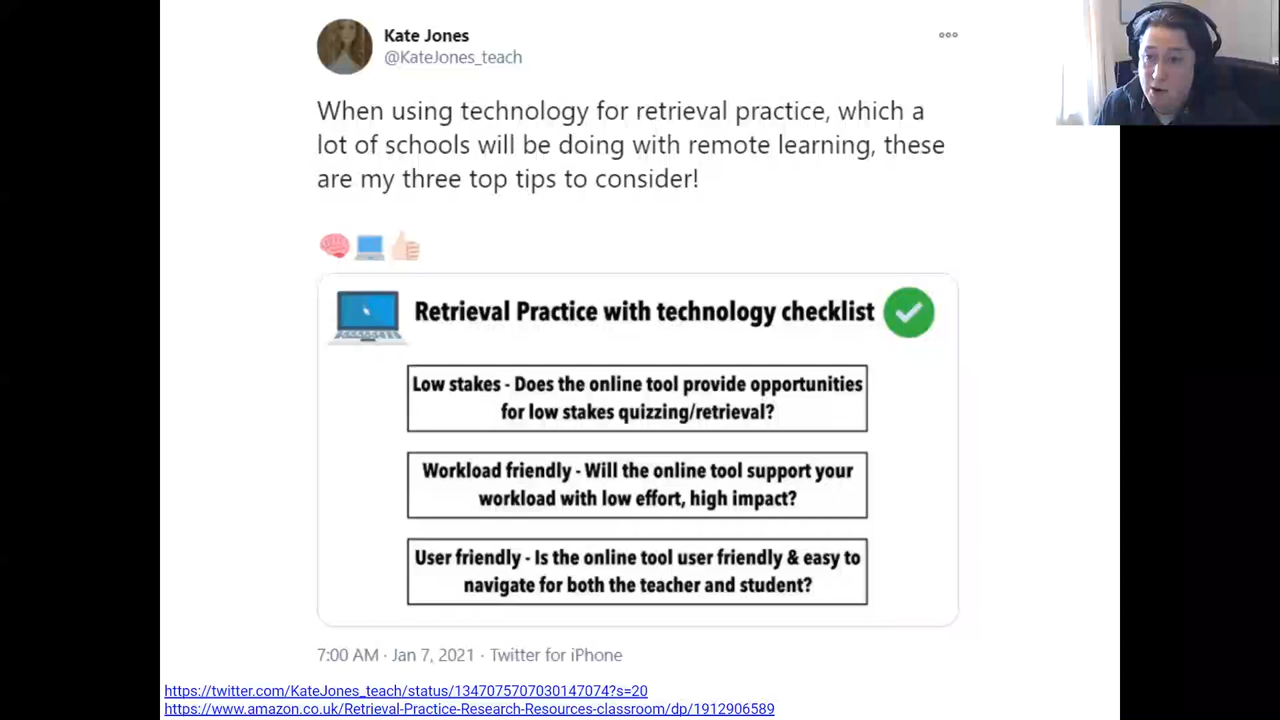 Kate Jones
@KateJones_teach
When using technology for retrieval practice, which a
lot of schools will be doing with remote learning, these
are my three top tips to consider!
Retrieval Practice with technology checklist
Low stakes - Does the online tool provide opportunities
for low stakes quizzing/retrieval?
Workload friendly - Will the online tool support your
workload with low effort, high impact?
User friendly - Is the online tool user friendly & easy to
navigate for both the teacher and student?
7:00 AM · Jan 7, 2021 · Twitter for iPhone
https://twitter.com/KateJones_teach/status/1347075707030147074?s=20
https://www.amazon.co.uk/Retrieval-Practice-Research-Resources-classroom/dp/1912906589